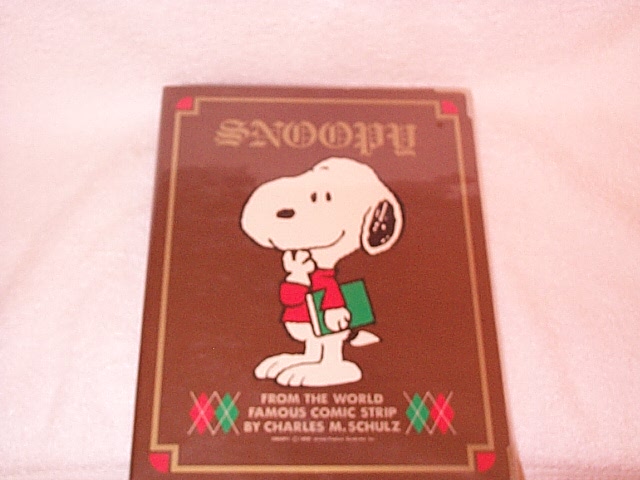 SNOOPY
FROM THE WORLD
FAMOUS COMIC STRIP
BY CHARLES M. SCHULZ